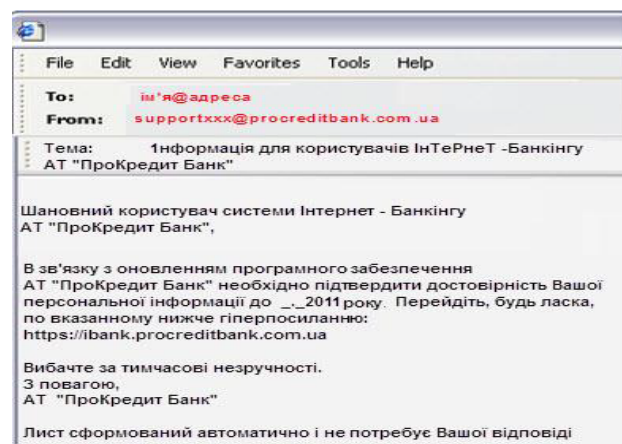 File Edit View Favorites Tools Help
To: ім'я@адреса
From: supportxxx@procreditbank.com.ua
Тема: 1нформація для користувачів ІнТеРнеТ -Банкінгу
АТ "ПроКредит Банк"
Шановний користувач системи Інтернет - Банкінгу
АТ "ПроКредит Банк",
В зв'язку з оновленням програмного забезпечення
АТ "ПроКредит Банк" необхідно підтвердити достовірність Вашої
персональної інформації до _._2011 року. Перейдіть, будь ласка,
по вказанному нижче гіперпосиланню:
https://ibank.procreditbank.com.ua
Вибачте за тимчасові незручності.
З повагою,
АТ "ПроКредит Банк"
Лист сформований автоматично і не потребує Вашої відповіді